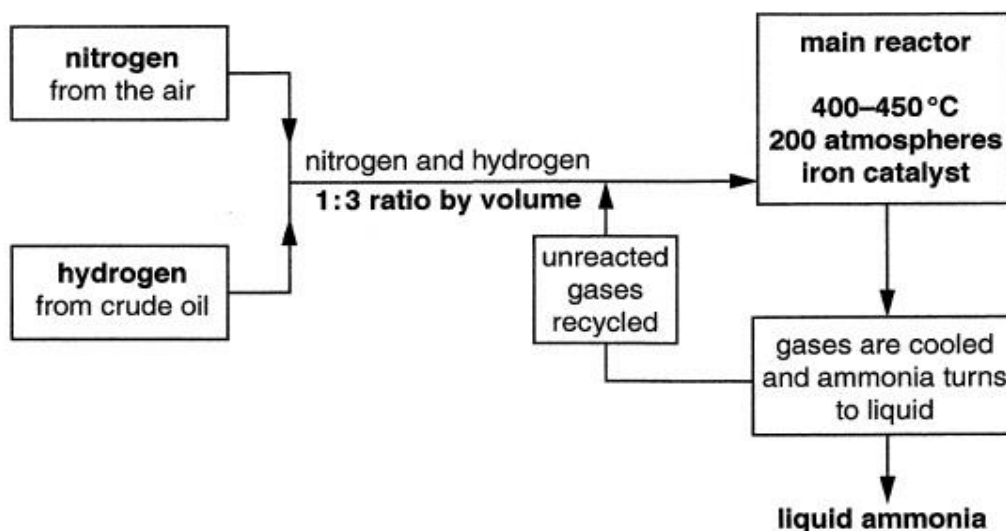 nitrogen
from the air
hydrogen
from crude oil
nitrogen and hydrogen
1:3 ratio by volume
unreacted
gases
recycled
main reactor
400–450 °C
200 atmospheres
iron catalyst
gases are cooled
and ammonia turns
to liquid
liquid ammonia